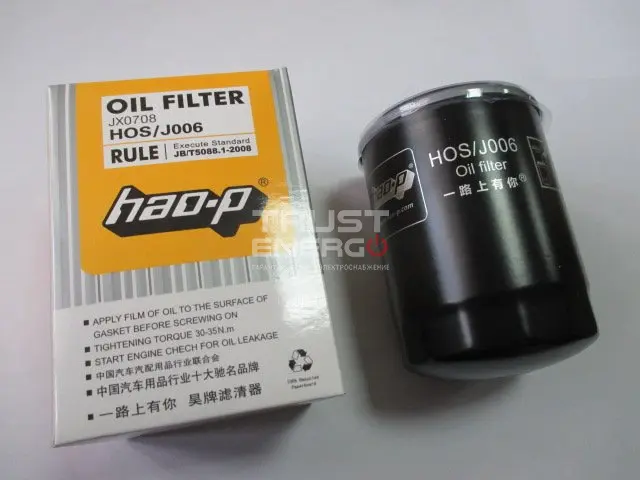 OIL FILTER
JX0708
HOS/J006
RULE
Execute Standard
JB/T5088.1-2008
hao-p®
APPLY FILM OF OIL TO THE SURFACE OF
GASKET BEFORE SCREWING ON
TIGHTENING TORQUE 30-35N.m
START ENGINE CHECH FOR OIL LEAKAGE
中国汽车汽配用品行业联合会
中国汽车用品行业十大驰名品牌
一路上有你 昊牌滤清器
100% Recycled
Paperboard
HOS/J006
Oil filter
一路上有你®
hao-p
TRUST
ENERGO